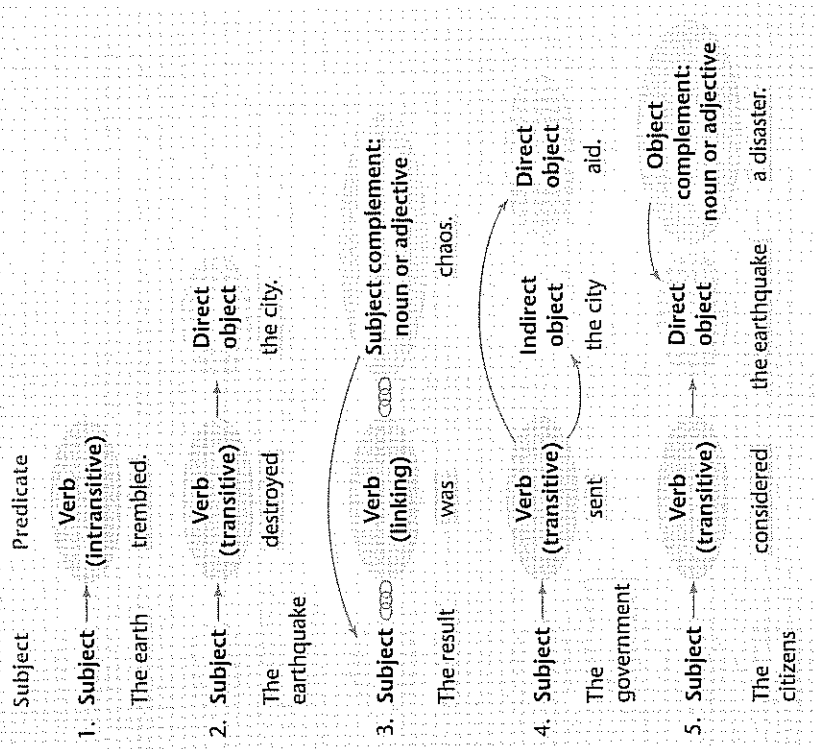 Subject Predicate
1. Subject Verb
(intransitive)
The earth trembled.
2. Subject Verb
(transitive) Direct
object
The
earthquake destroyed the city.
3. Subject Verb
(linking) Subject complement:
noun or adjective
The result was chaos.
4. Subject Verb
(transitive) Indirect
object Direct
object
The
government sent the city aid.
5. Subject Verb
(transitive) Direct
object Object
complement:
noun or adjective
The
citizens considered the earthquake a disaster.